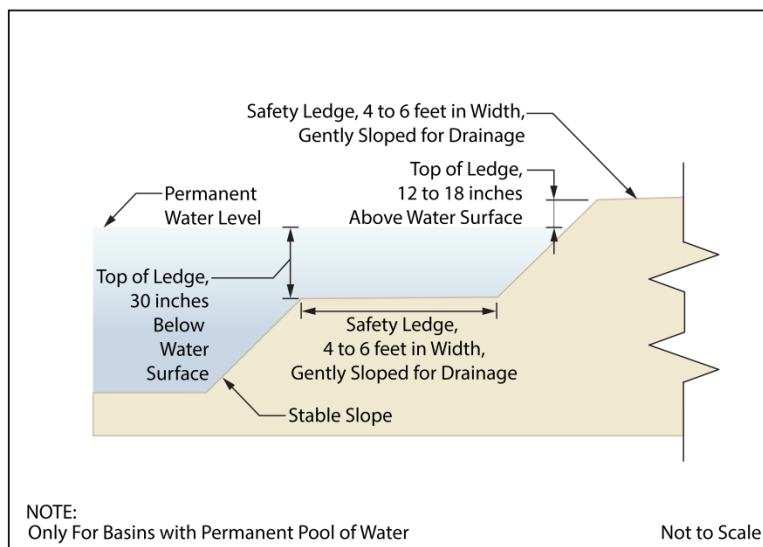 Safety Ledge, 4 to 6 feet in Width,
Gently Sloped for Drainage
Top of Ledge,
12 to 18 inches
Above Water Surface
Permanent
Water Level
Top of Ledge,
30 inches
Below
Water
Surface
Safety Ledge,
4 to 6 feet in Width,
Gently Sloped for Drainage
Stable Slope
NOTE:
Only For Basins with Permanent Pool of Water
Not to Scale